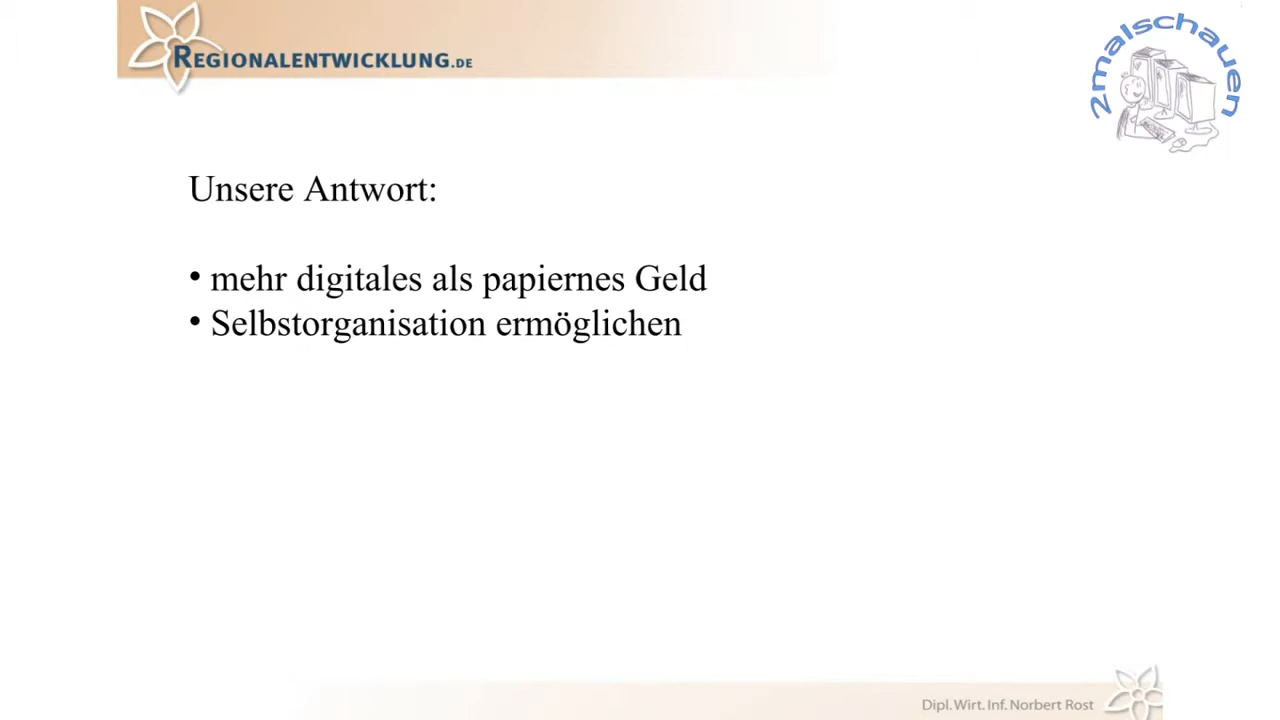 REGIONALENTWICKLUNG.DE
2malschauen
Unsere Antwort:
• mehr digitales als papiernes Geld
• Selbstorganisation ermöglichen
Dipl. Wirt. Inf. Norbert Rost